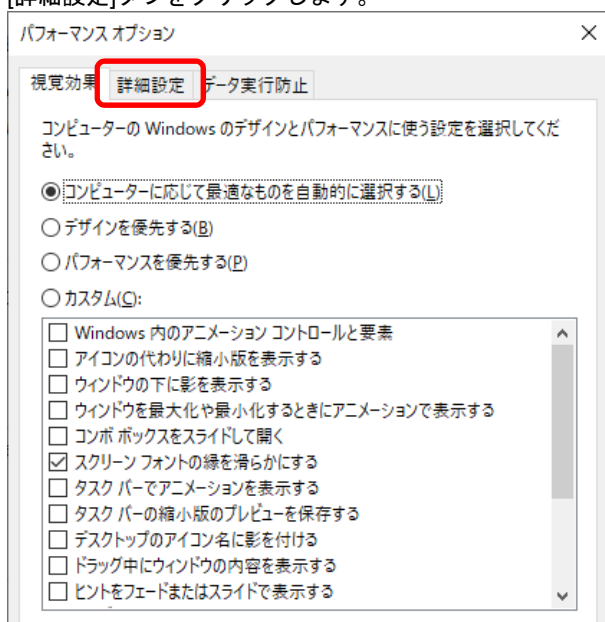 [詳細設定]タブをクリックします。
パフォーマンス オプション
視覚効果 詳細設定 データ実行防止
コンピューターの Windows のデザインとパフォーマンスに使う設定を選択してくだ
さい。
コンピューターに応じて最適なものを自動的に選択する(L)
デザインを優先する(B)
パフォーマンスを優先する(P)
カスタム(C):
Windows 内のアニメーション コントロールと要素
アイコンの代わりに縮小版を表示する
ウィンドウの下に影を表示する
ウィンドウを最大化や最小化するときにアニメーションで表示する
コンボ ボックスをスライドして開く
スクリーン フォントの縁を滑らかにする
タスク バーでアニメーションを表示する
タスク バーの縮小版のプレビューを保存する
デスクトップのアイコン名に影を付ける
ドラッグ中にウィンドウの内容を表示する
ヒントをフェードまたはスライドで表示する